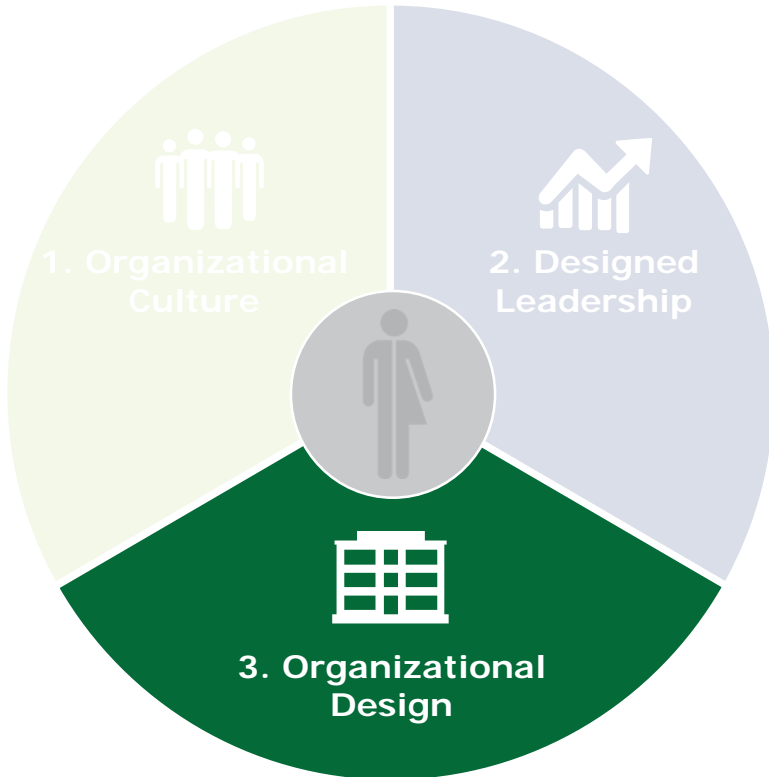 1. Organizational
Culture
2. Designed
Leadership
3. Organizational
Design